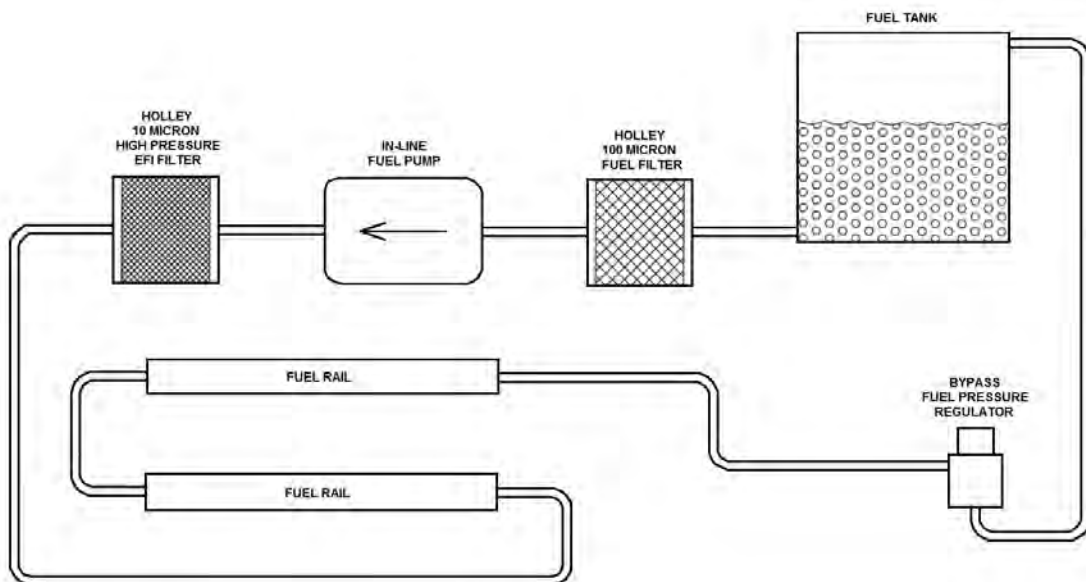 FUEL TANK
HOLLEY
10 MICRON
HIGH PRESSURE
EFI FILTER
IN-LINE
FUEL PUMP
HOLLEY
100 MICRON
FUEL FILTER
FUEL RAIL
BYPASS
FUEL PRESSURE
REGULATOR
FUEL RAIL